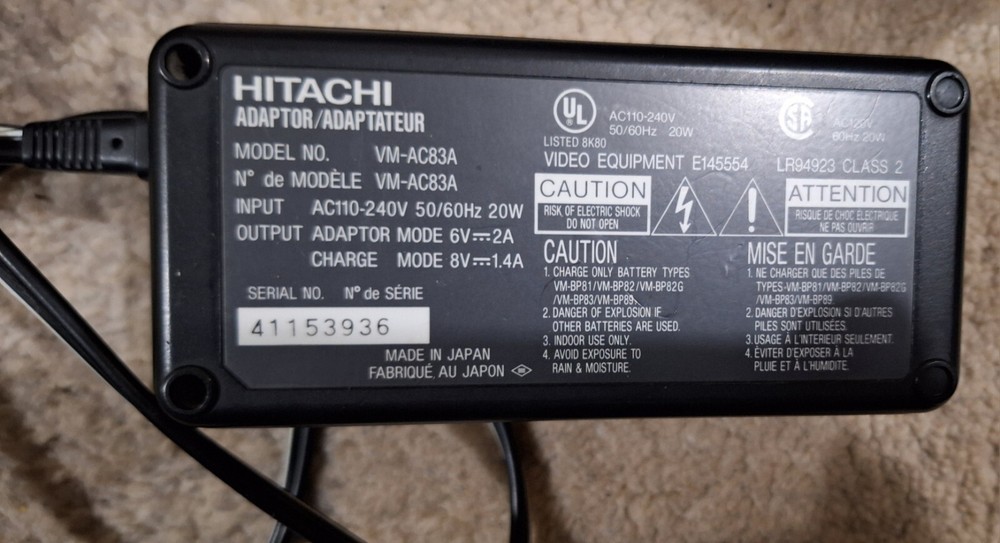 HITACHI
ADAPTOR/ADAPTATEUR
MODEL NO. VM-AC83A
N° de MODÈLE VM-AC83A
INPUT AC110-240V 50/60Hz 20W
OUTPUT ADAPTOR MODE 6V⎓2A
CHARGE MODE 8V⎓1.4A
SERIAL NO. N° de SÉRIE
41153936
MADE IN JAPAN
FABRIQUÉ AU JAPON
UL
AC110-240V
50/60Hz 20W
LISTED 8K80
VIDEO EQUIPMENT E145554
SA
AC120V
60Hz 20W
LR94923 CLASS 2
CAUTION
RISK OF ELECTRIC SHOCK
DO NOT OPEN
ATTENTION
RISQUE DE CHOC ELECTRIQUE
NE PAS OUVRIR
CAUTION
1. CHARGE ONLY BATTERY TYPES
VM-BP81/VM-BP82/VM-BP82G
/VM-BP83/VM-BP89.
2. DANGER OF EXPLOSION IF
OTHER BATTERIES ARE USED.
3. INDOOR USE ONLY.
4. AVOID EXPOSURE TO
RAIN & MOISTURE.
MISE EN GARDE
1. NE CHARGER QUE DES PILES DE
TYPES-VM-BP81/VM-BP82/VM-BP82G
/VM-BP83/VM-BP89.
2. DANGER D'EXPLOSION SI D'AUTRES
PILES SONT UTILISÉES.
3. USAGE À L'INTERIEUR SEULEMENT.
4. ÉVITER D'EXPOSER À LA
PLUIE ET À L'HUMIDITE.